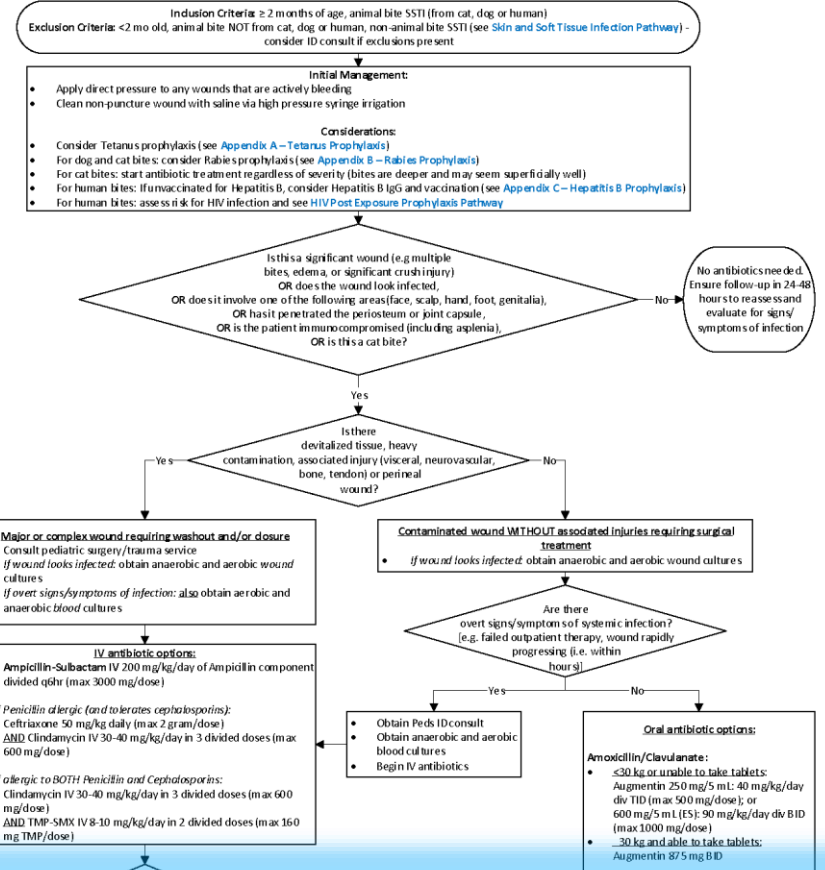 Inclusion Criteria: ≥ 2 months of age, animal bite SSTI (from cat, dog or human)
Exclusion Criteria: <2 mo old, animal bite NOT from cat, dog or human, non-animal bite SSTI (see Skin and Soft Tissue Infection Pathway) -
consider ID consult if exclusions present
Initial Management:
• Apply direct pressure to any wounds that are actively bleeding
• Clean non-puncture wound with saline via high pressure syringe irrigation
Considerations:
• Consider Tetanus prophylaxis (see Appendix A – Tetanus Prophylaxis)
• For dog and cat bites: consider Rabies prophylaxis (see Appendix B – Rabies Prophylaxis)
• For cat bites: start antibiotic treatment regardless of severity (bites are deeper and may seem superficially well)
• For human bites: If unvaccinated for Hepatitis B, consider Hepatitis B IgG and vaccination (see Appendix C – Hepatitis B Prophylaxis)
• For human bites: assess risk for HIV infection and see HIV Post Exposure Prophylaxis Pathway
Is this a significant wound (e.g multiple
bites, edema, or significant crush injury)
OR does the wound look infected,
OR does it involve one of the following areas (face, scalp, hand, foot, genitalia),
OR has it penetrated the periosteum or joint capsule,
OR is the patient immunocompromised (including asplenia),
OR is this a cat bite?
No
No antibiotics needed.
Ensure follow-up in 24-48
hours to reassess and
evaluate for signs/
symptoms of infection
Yes
Is there
devitalized tissue, heavy
contamination, associated injury (visceral, neurovascular,
bone, tendon) or perineal
wound?
Yes
No
Major or complex wound requiring washout and/or closure
Consult pediatric surgery/trauma service
If wound looks infected: obtain anaerobic and aerobic wound
cultures
If overt signs/symptoms of infection: also obtain aerobic and
anaerobic blood cultures
Contaminated wound WITHOUT associated injuries requiring surgical
treatment
• If wound looks infected: obtain anaerobic and aerobic wound cultures
Are there
overt signs/symptoms of systemic infection?
[e.g. failed outpatient therapy, wound rapidly
progressing (i.e. within
hours)]
Yes
No
IV antibiotic options:
Ampicillin-Sulbactam IV 200 mg/kg/day of Ampicillin component
divided q6hr (max 3000 mg/dose)
Penicillin allergic (and tolerates cephalosporins):
Ceftriaxone 50 mg/kg daily (max 2 gram/dose)
AND Clindamycin IV 30-40 mg/kg/day in 3 divided doses (max
600 mg/dose)
allergic to BOTH Penicillin and Cephalosporins:
Clindamycin IV 30-40 mg/kg/day in 3 divided doses (max 600
mg/dose)
AND TMP-SMX IV 8-10 mg/kg/day in 2 divided doses (max 160
mg TMP/dose)
• Obtain Peds ID consult
• Obtain anaerobic and aerobic
blood cultures
• Begin IV antibiotics
Oral antibiotic options:
Amoxicillin/Clavulanate:
• <30 kg or unable to take tablets:
Augmentin 250 mg/5 mL: 40 mg/kg/day
div TID (max 500 mg/dose); or
600 mg/5 mL (ES): 90 mg/kg/day div BID
(max 1000 mg/dose)
• 30 kg and able to take tablets:
Augmentin 875 mg BID